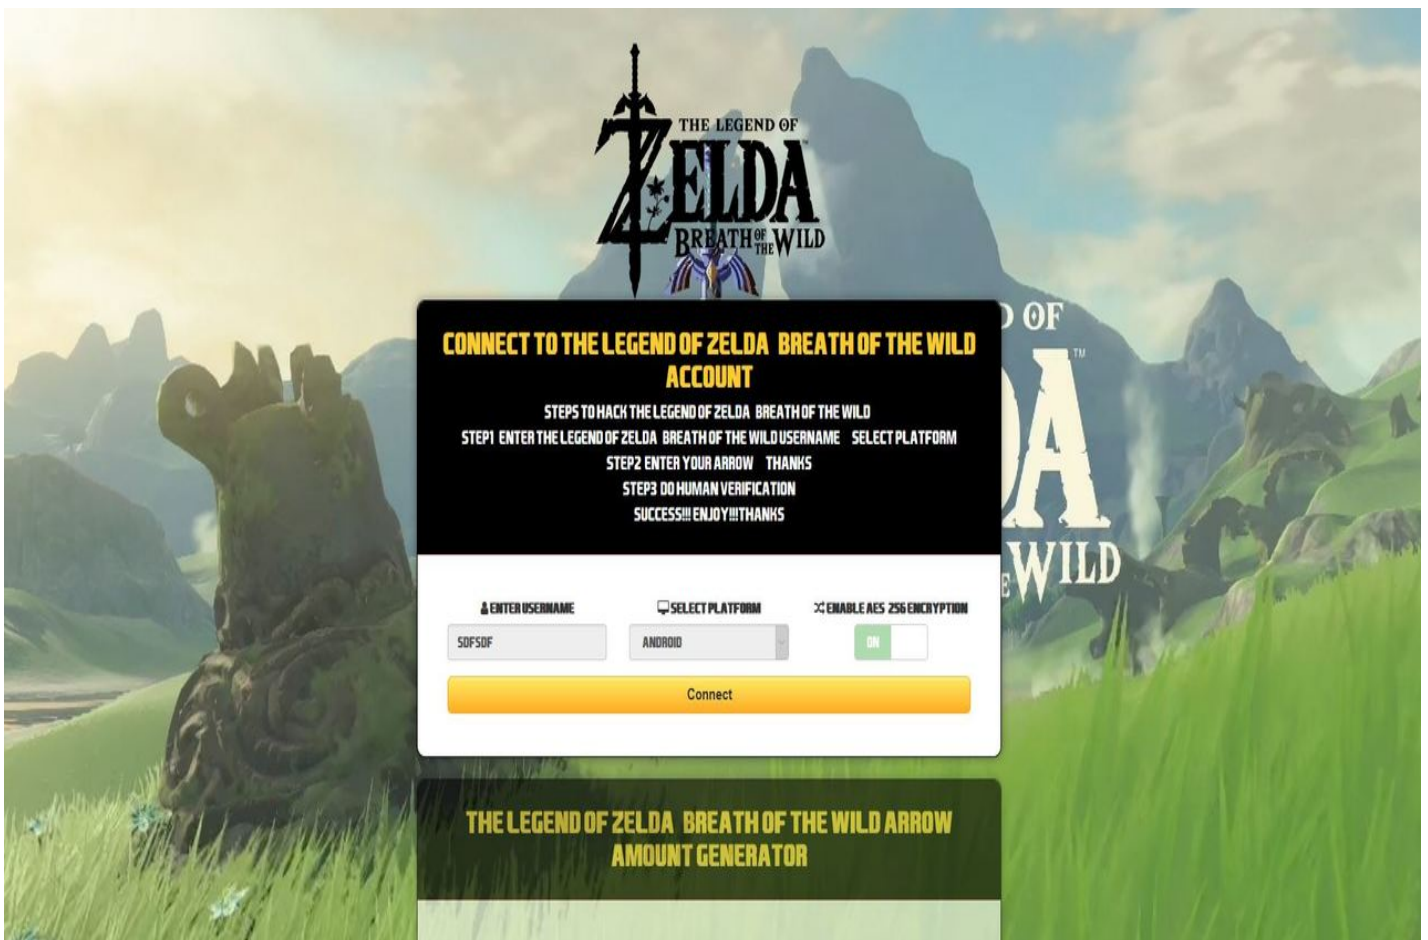 THE LEGEND OF
ZELDA
BREATH OF THE WILD
D OF
CONNECT TO THE LEGEND OF ZELDA BREATH OF THE WILD
ACCOUNT
TM
STEPS TO HACK THE LEGEND OF ZELDA BREATH OF THE WILD
STEP1 ENTER THE LEGEND OF ZELDA BREATH OF THE WILD USERNAME SELECT PLATFORM
STEP2 ENTER YOUR ARROW THANKS
STEP3 DO HUMAN VERIFICATION
SUCCESS!!! ENJOY!!!THANKS
DA
E WILD
ENTER USERNAME
SELECT PLATFORM
ENABLE AES 256 ENCRYPTION
SDFSDF
ANDROID
ON
Connect
THE LEGEND OF ZELDA BREATH OF THE WILD ARROW
AMOUNT GENERATOR